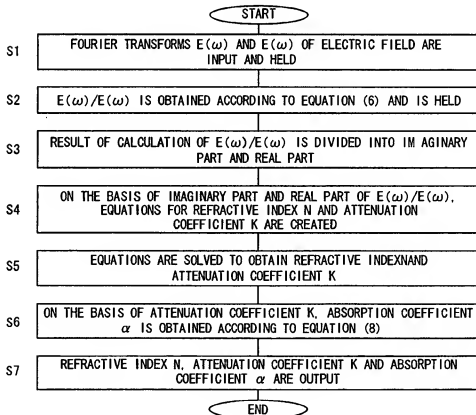 START
S1
FOURIER TRANSFORMS E(ω) AND E(ω) OF ELECTRIC FIELD ARE
INPUT AND HELD
S2
E(ω)/E(ω) IS OBTAINED ACCORDING TO EQUATION (6) AND IS HELD
S3
RESULT OF CALCULATION OF E(ω)/E(ω) IS DIVIDED INTO IM AGINARY
PART AND REAL PART
S4
ON THE BASIS OF IMAGINARY PART AND REAL PART OF E(ω)/E(ω),
EQUATIONS FOR REFRACTIVE INDEX N AND ATTENUATION
COEFFICIENT K ARE CREATED
S5
EQUATIONS ARE SOLVED TO OBTAIN REFRACTIVE INDEXNAND
ATTENUATION COEFFICIENT K
S6
ON THE BASIS OF ATTENUATION COEFFICIENT K, ABSORPTION COEFFICIENT
α IS OBTAINED ACCORDING TO EQUATION (8)
S7
REFRACTIVE INDEX N, ATTENUATION COEFFICIENT K AND ABSORPTION
COEFFICIENT α ARE OUTPUT
END